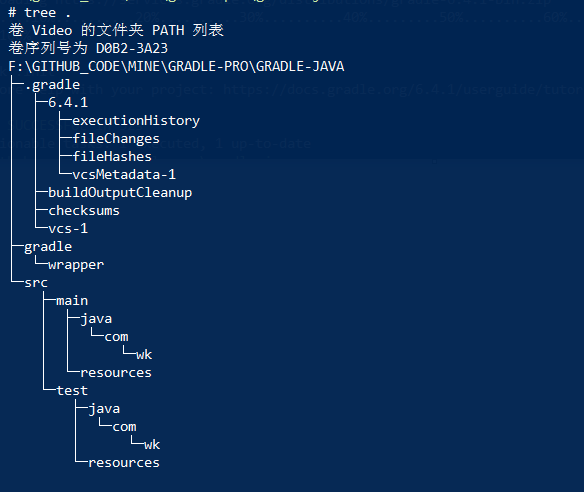 # tree .
卷 Video 的文件夹 PATH 列表
卷序列号为 D0B2-3A23
F:\GITHUB_CODE\MINE\GRADLE-PRO\GRADLE-JAVA
├─.gradle
│  ├─6.4.1
│  │  ├─executionHistory
│  │  ├─fileChanges
│  │  ├─fileHashes
│  │  └─vcsMetadata-1
│  ├─buildOutputCleanup
│  ├─checksums
│  └─vcs-1
├─gradle
│  └─wrapper
└─src
    ├─main
    │  ├─java
    │  │  └─com
    │  │      └─wk
    │  └─resources
    └─test
        ├─java
        │  └─com
        │      └─wk
        └─resources